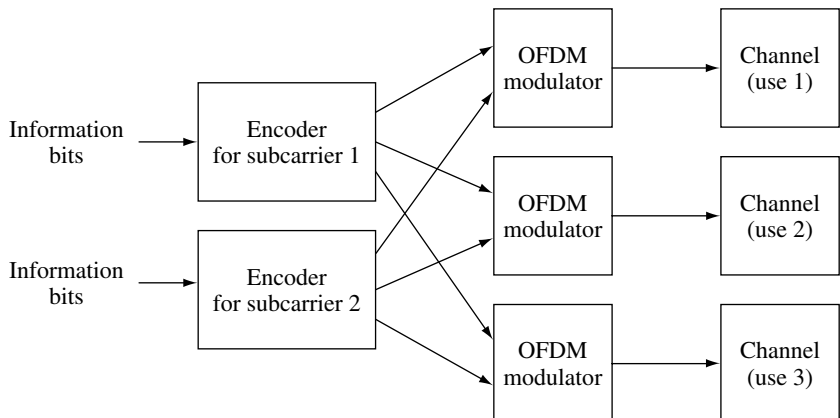 Information
bits
Encoder
for subcarrier 1
Information
bits
Encoder
for subcarrier 2
OFDM
modulator
Channel
(use 1)
OFDM
modulator
Channel
(use 2)
OFDM
modulator
Channel
(use 3)